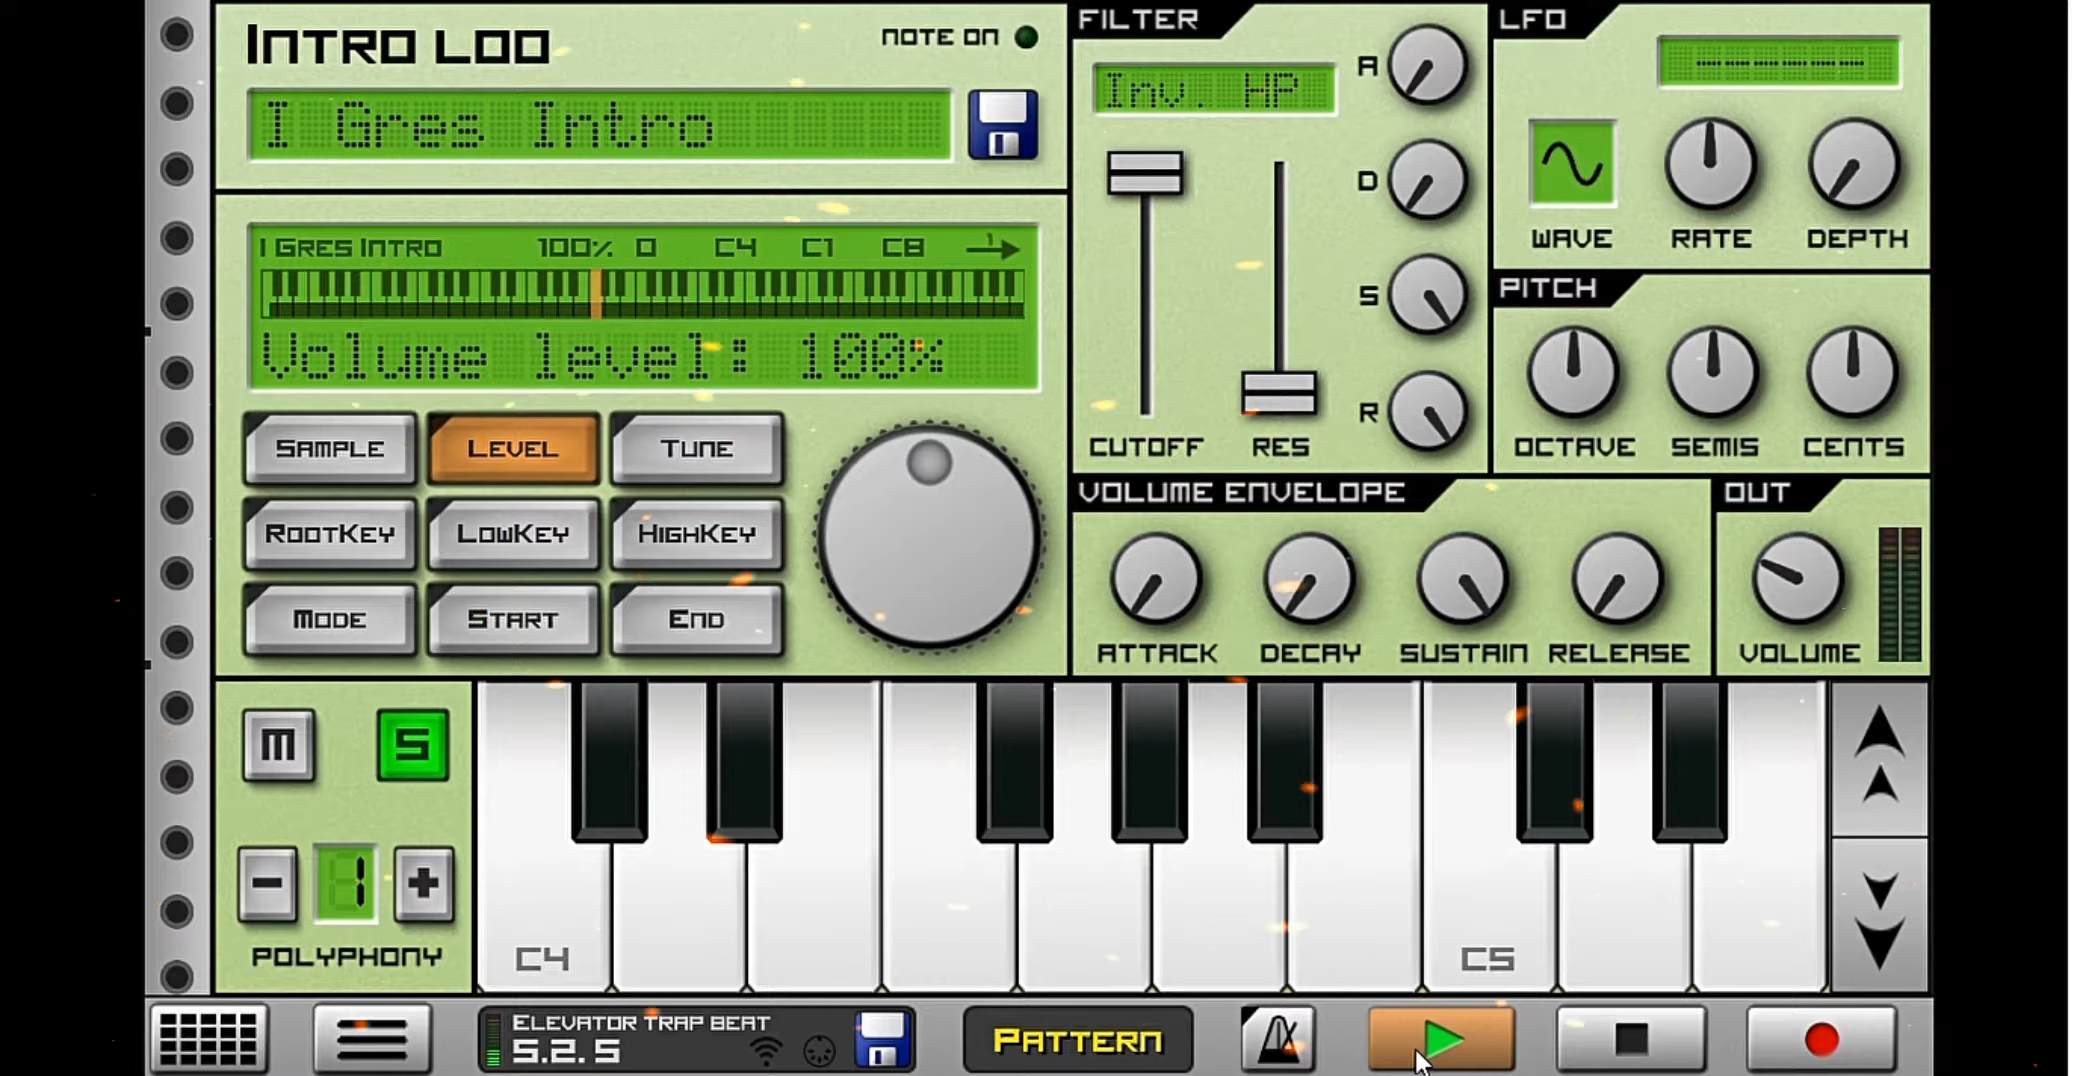 Intro Loo
NOTE ON
I Gres Intro
I Gres Intro 100% 0 C4 C1 C8 1
Volume level: 100%
Sample
Level
Tune
RootKey
LowKey
HighKey
Mode
Start
End
FILTER
Inv. HP
A
D
S
R
CUTOFF
RES
LFO
--------------------
WAVE
RATE
DEPTH
PITCH
OCTAVE
SEMIS
CENTS
VOLUME ENVELOPE
ATTACK
DECAY
SUSTAIN
RELEASE
OUT
VOLUME
M
S
1
POLYPHONY
C4
C5
Elevator trap beat
5.2.5
Pattern